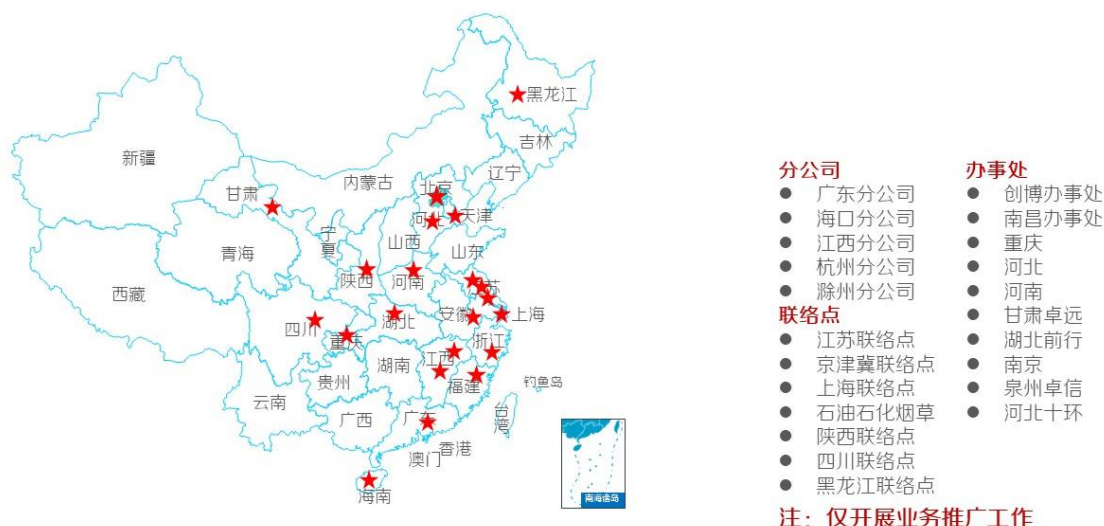 黑龙江
吉林
辽宁
新疆
内蒙古
甘肃
北京
河北
天津
宁夏
山西
山东
青海
陕西
河南
江苏
西藏
安徽
上海
四川
湖北
重庆
浙江
江西
湖南
福建
贵州
钓鱼岛
云南
广西
广东
台湾
香港
澳门
海南
南海诸岛
分公司
广东分公司
海口分公司
江西分公司
杭州分公司
滁州分公司
联络点
江苏联络点
京津冀联络点
上海联络点
石油石化烟草
陕西联络点
四川联络点
黑龙江联络点
办事处
创博办事处
南昌办事处
重庆
河北
河南
甘肃卓远
湖北前行
南京
泉州卓信
河北十环
注：仅开展业务推广工作